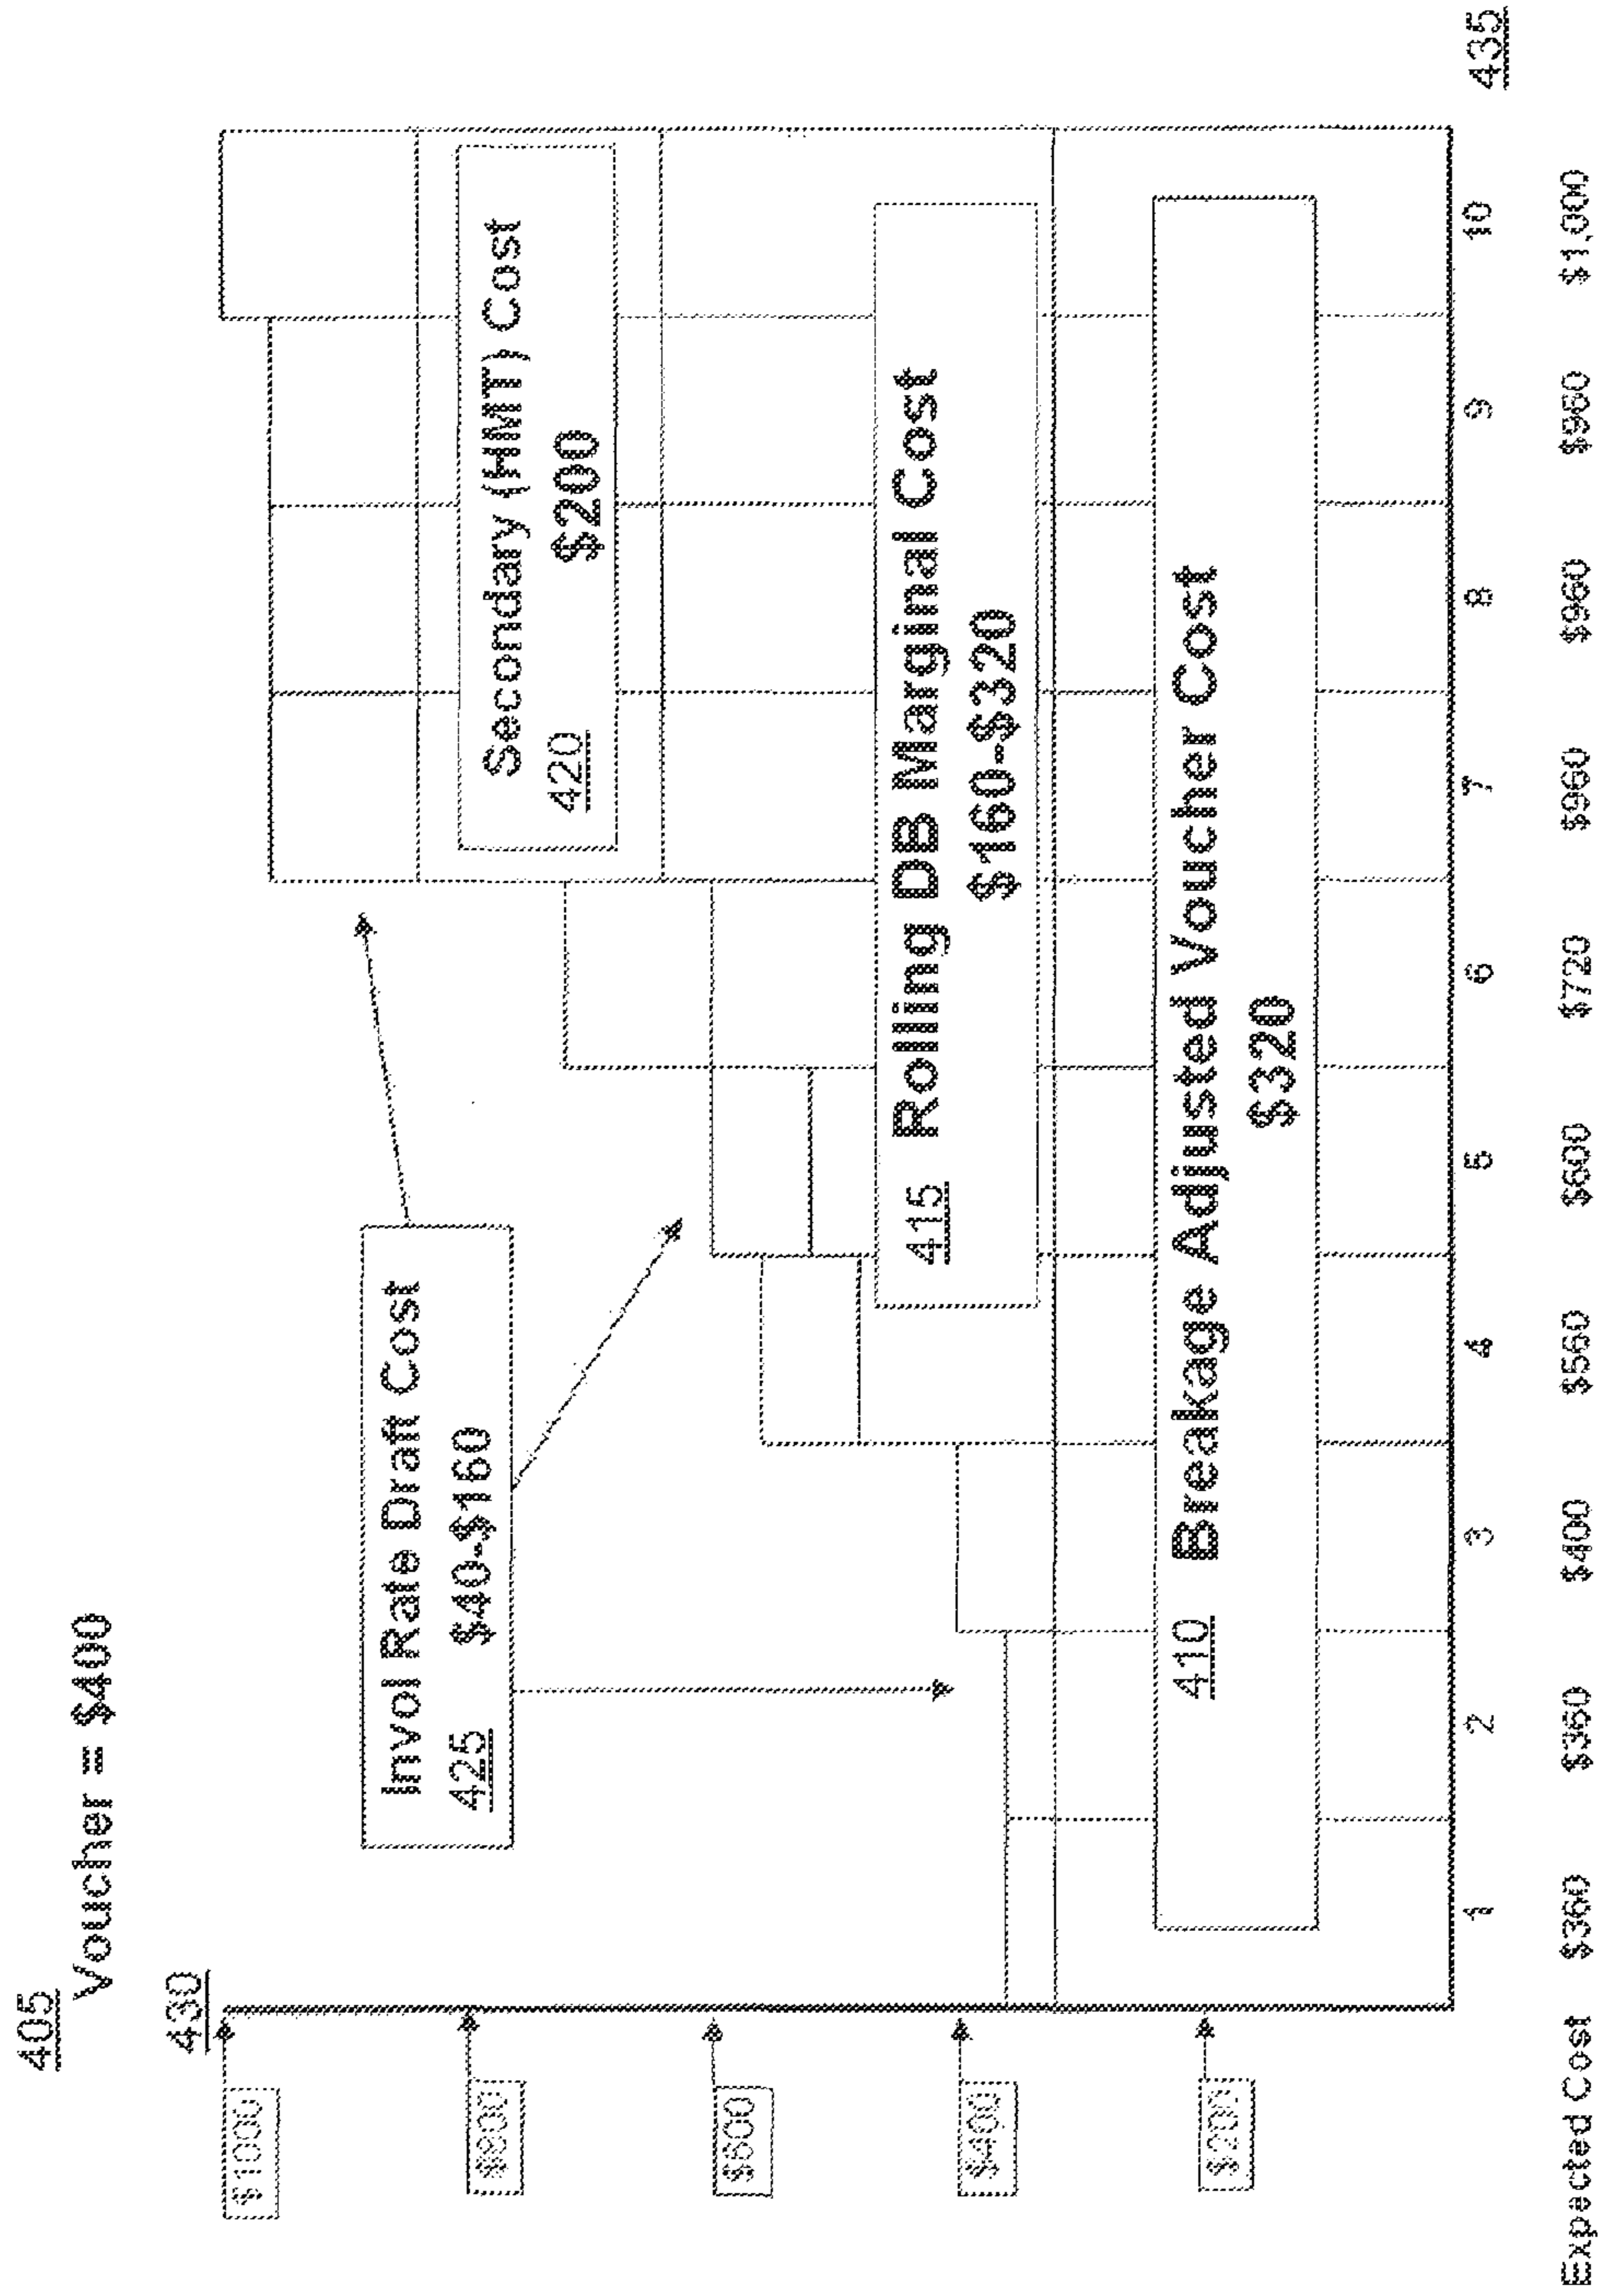 405
Voucher = $400
430
$1000
$800
$600
$400
$200
Invol Rate Draft Cost
425 $40-$160
Secondary (HMT) Cost
420 $200
415 Rolling DB Marginal Cost
$160-$320
410 Breakage Adjusted Voucher Cost
$320
1 2 3 4 5 6 7 8 9 10
435
Expected Cost $360 $360 $400 $560 $600 $720 $960 $960 $960 $1,000